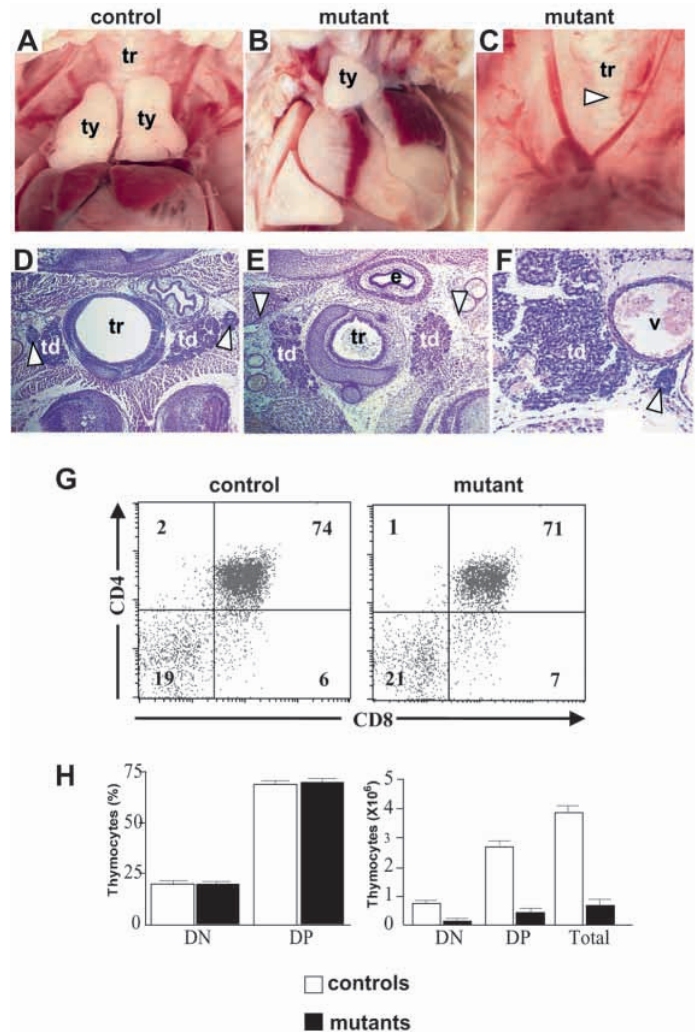 control mutant mutant
A tr ty ty
B ty
C tr
D tr td td
E e tr td td
F td v
G control mutant
2 74 1 71
CD4
19 6 21 7
CD8
H
Thymocytes (%)
75
50
25
0
DN DP
Thymocytes (X10⁶)
5
4
3
2
1
0
DN DP Total
controls
mutants